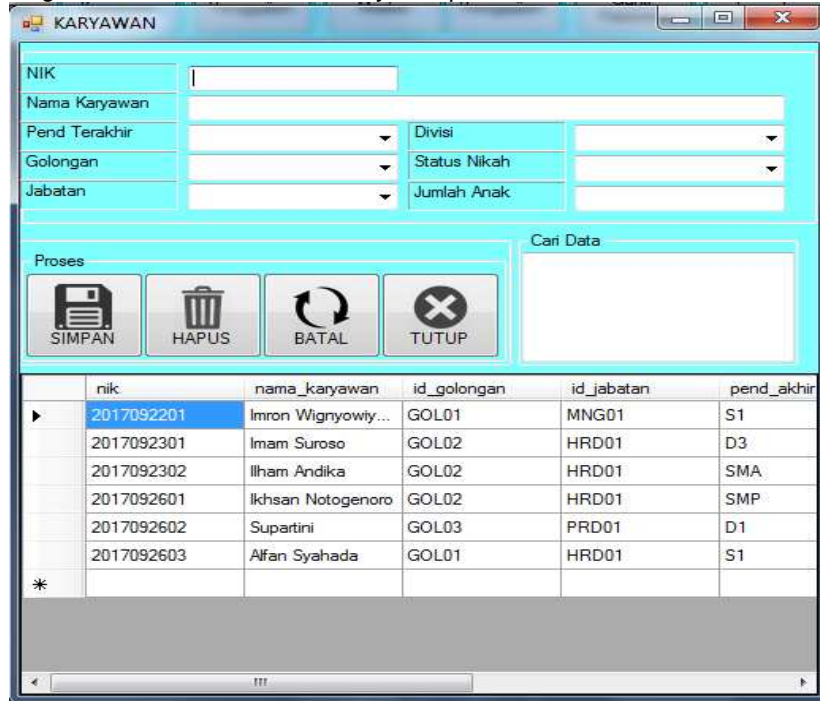 KARYAWAN
NIK
Nama Karyawan
Pend Terakhir Divisi
Golongan Status Nikah
Jabatan Jumlah Anak
Cari Data
Proses
SIMPAN HAPUS BATAL TUTUP
nik nama_karyawan id_golongan id_jabatan pend_akhir
2017092201 Imron Wignyowiy... GOL01 MNG01 S1
2017092301 Imam Suroso GOL02 HRD01 D3
2017092302 Ilham Andika GOL02 HRD01 SMA
2017092601 Ikhsan Notogenoro GOL02 HRD01 SMP
2017092602 Supartini GOL03 PRD01 D1
2017092603 Alfan Syahada GOL01 HRD01 S1